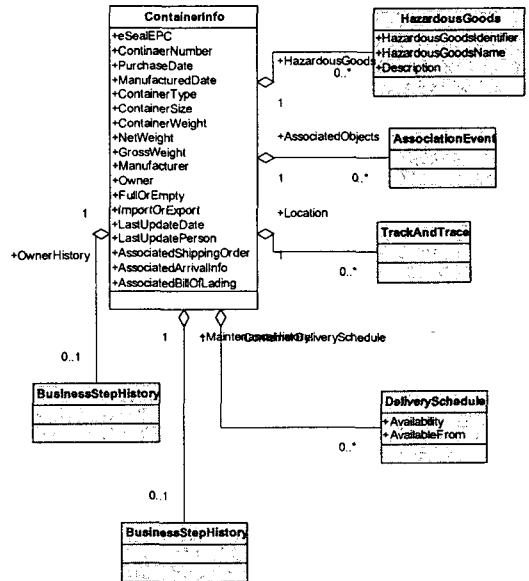 ContainerInfo
+eSealEPC
+ContinaerNumber
+PurchaseDate
+ManufacturedDate
+ContainerType
+ContainerSize
+ContainerWeight
+NetWeight
+GrossWeight
+Manufacturer
+Owner
+FullOrEmpty
+ImportOrExport
+LastUpdateDate
+LastUpdatePerson
+AssociatedShippingOrder
+AssociatedArrivalInfo
+AssociatedBillOfLading
HazardousGoods
+HazardousGoodsIdentifier
+HazardousGoodsName
+Description
+HazardousGoods
0..*
1
+AssociatedObjects
AssociationEvent
1
0..*
+Location
TrackAndTrace
1
0..*
1
+OwnerHistory
0..1
BusinessStepHistory
1
DeliverySchedule
0..1
BusinessStepHistory
DeliverySchedule
+Availability
+AvailableFrom
0..*